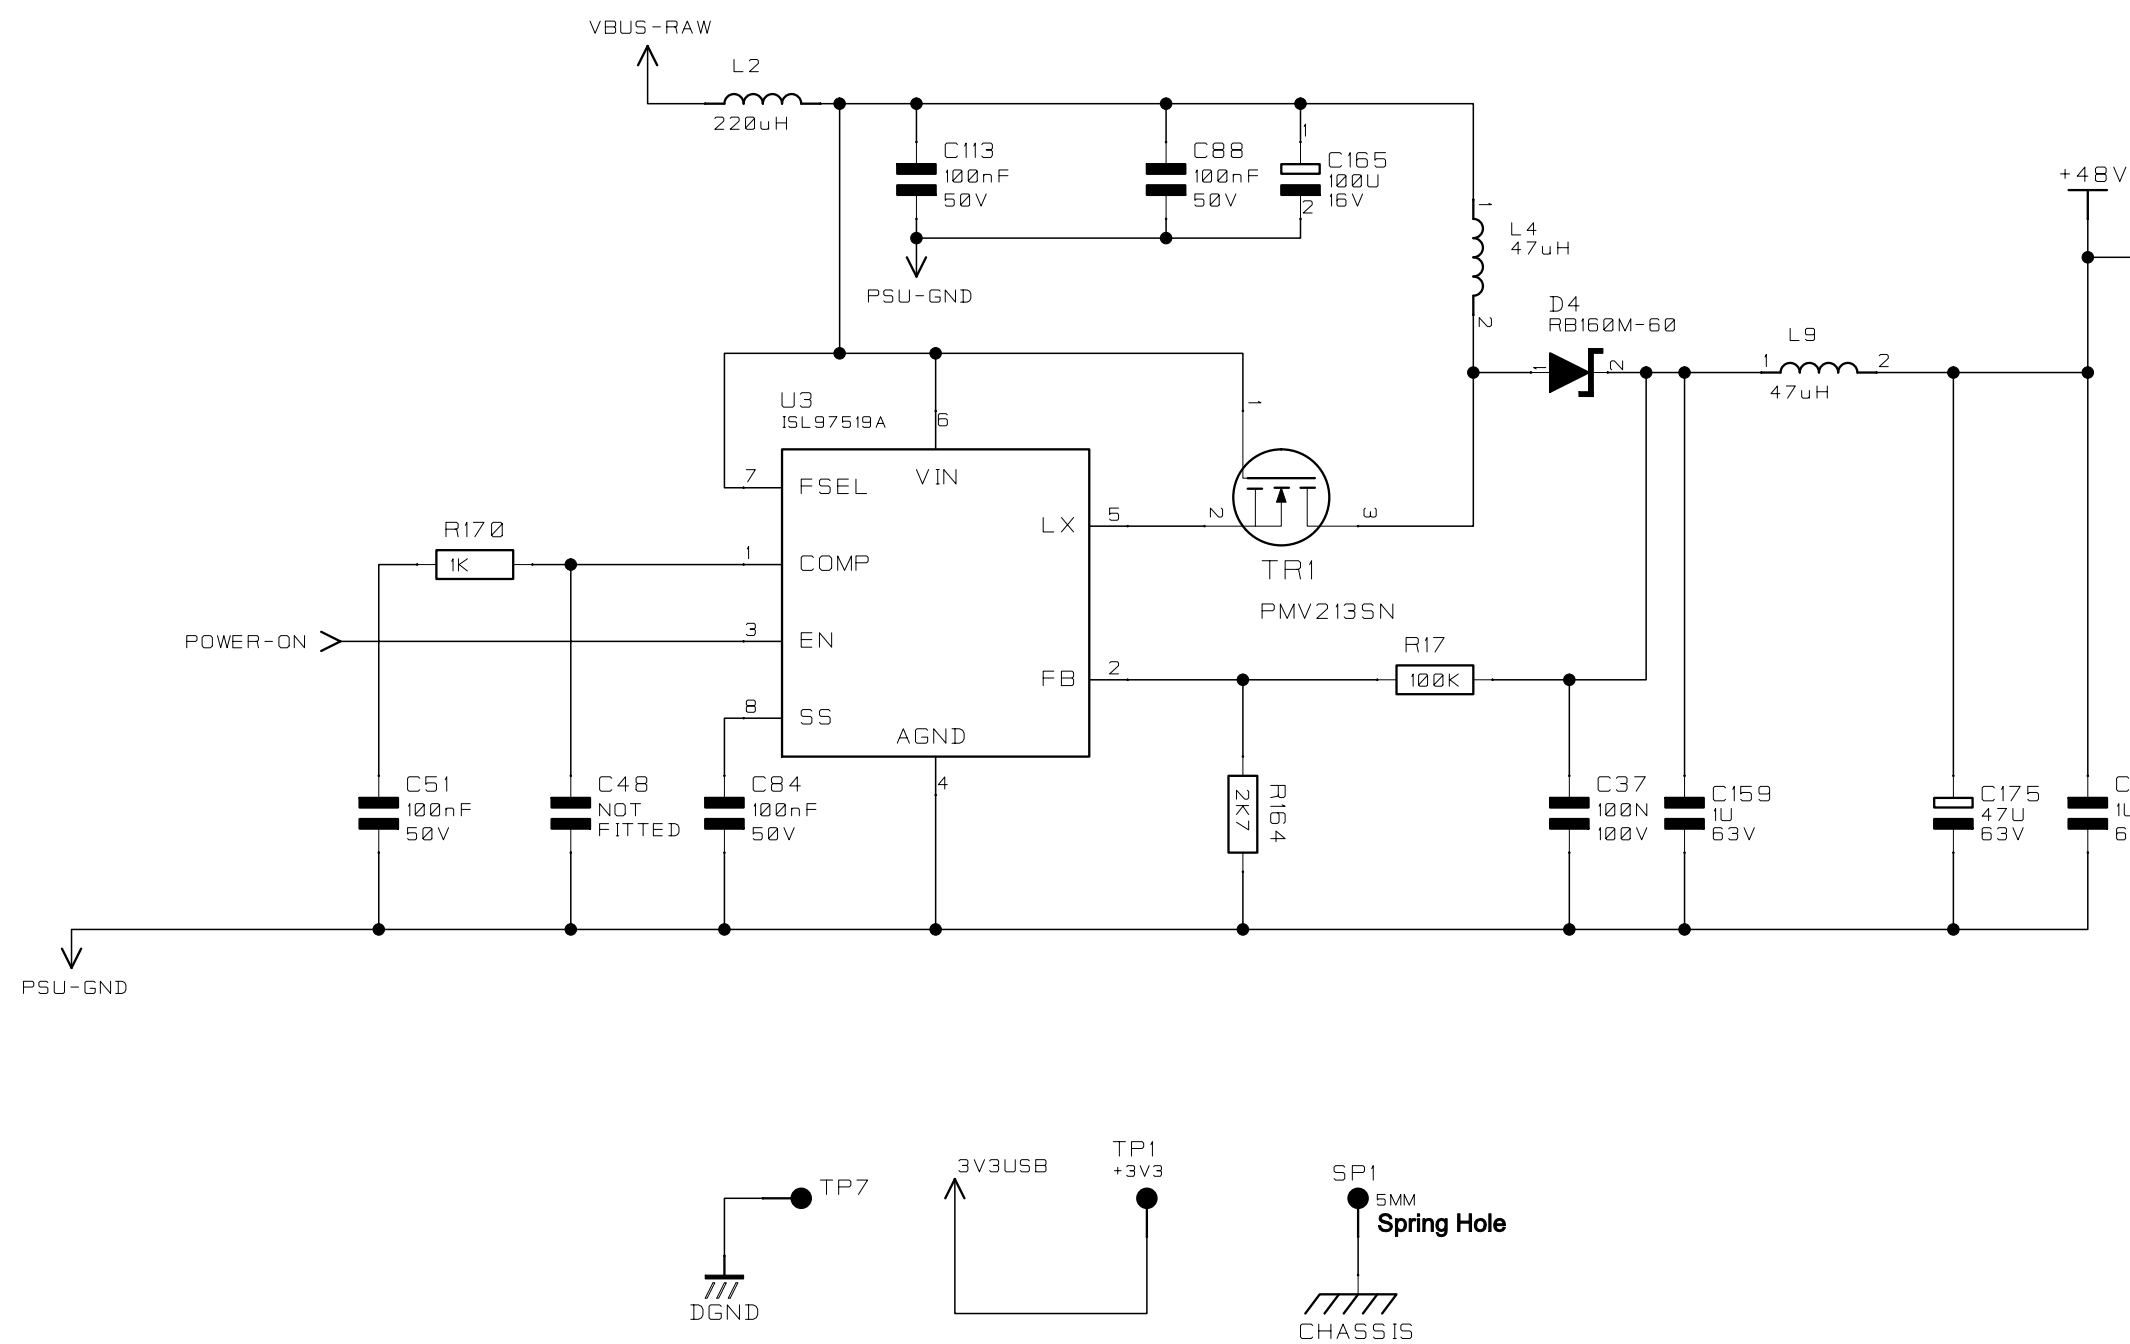 VBUS-RAW
L2
220uH
C113
100nF
50V
C88
100nF
50V
1
C165
100U
16V
2
PSU-GND
+48V
1
L4
47uH
2
D4
RB160M-60
1
2
L9
1
2
47uH
U3
ISL97519A
6
VIN
7
FSEL
1
LX
5
2
3
TR1
PMV213SN
R170
1K
1
COMP
POWER-ON
3
EN
R17
100K
FB
2
8
SS
AGND
4
C51
100nF
50V
C48
NOT
FITTED
C84
100nF
50V
R164
2K7
C37
100N
100V
C159
1U
63V
C175
47U
63V
PSU-GND
TP7
DGND
3V3USB
TP1
+3V3
SP1
5MM
Spring Hole
CHASSIS